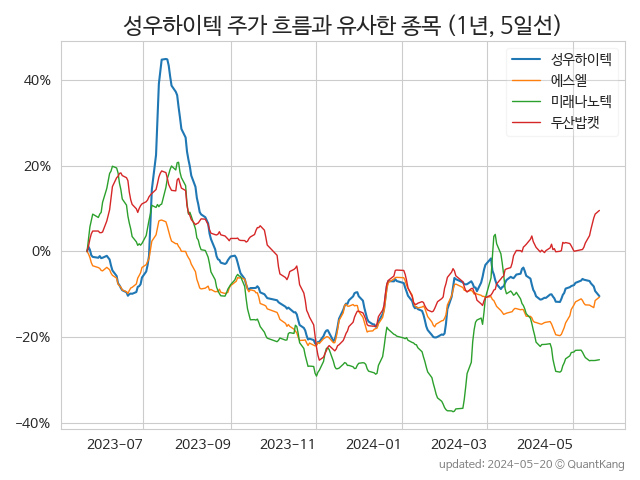 성우하이텍 주가 흐름과 유사한 종목 (1년, 5일선)
성우하이텍
에스엘
미래나노텍
두산밥캣
40%
20%
0%
−20%
−40%
2023-07 2023-09 2023-11 2024-01 2024-03 2024-05
updated: 2024-05-20 © QuantKang